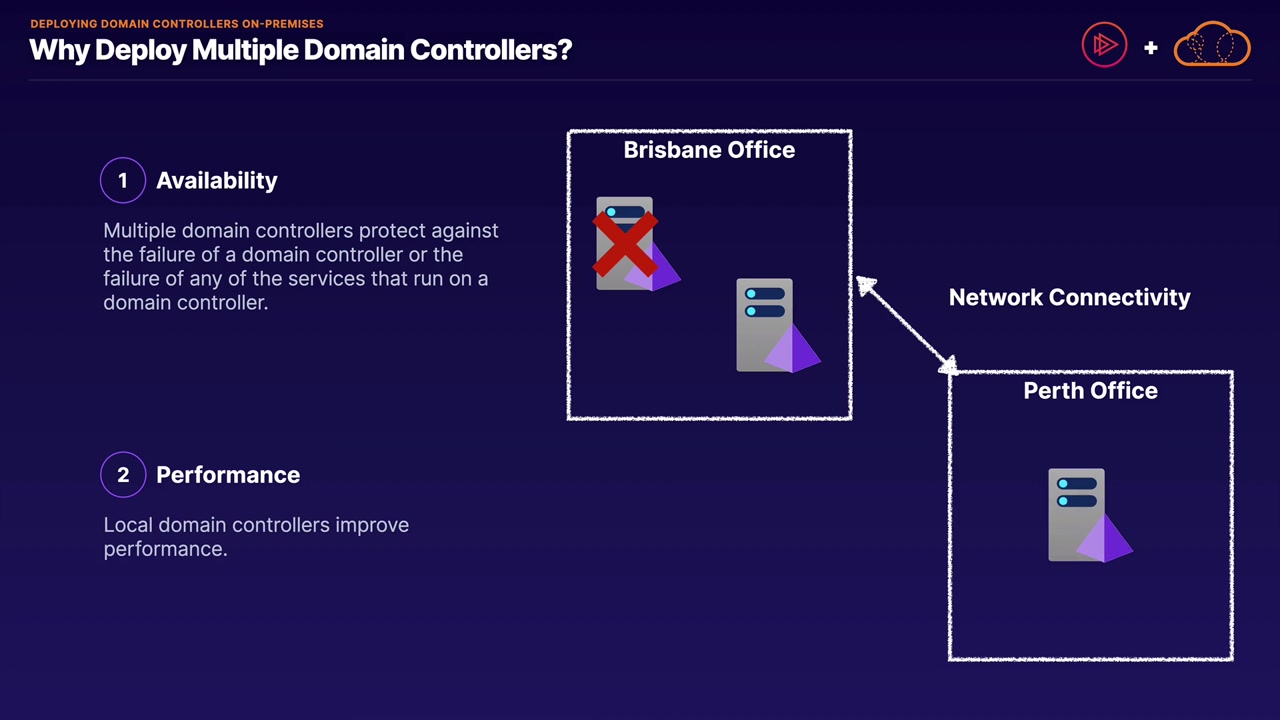 DEPLOYING DOMAIN CONTROLLERS ON-PREMISES
Why Deploy Multiple Domain Controllers?
+
1 Availability
Multiple domain controllers protect against
the failure of a domain controller or the
failure of any of the services that run on a
domain controller.
2 Performance
Local domain controllers improve
performance.
Brisbane Office
Network Connectivity
Perth Office